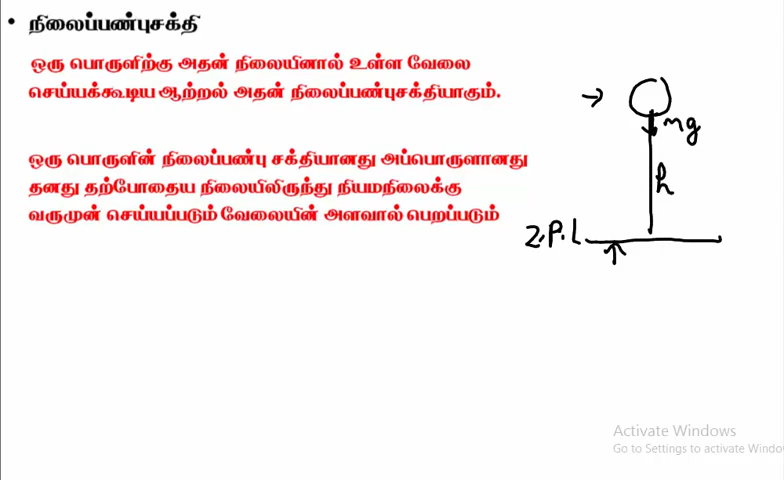 • நிலைப்பண்புசக்தி
ஒரு பொருளிற்கு அதன் நிலையினால் உள்ள வேலை
செய்யக்கூடிய ஆற்றல் அதன் நிலைப்பண்புசக்தியாகும்.
ஒரு பொருளின் நிலைப்பண்பு சக்தியானது அப்பொருளானது
தனது தற்போதைய நிலையிலிருந்து நியமநிலைக்கு
வருமுன் செய்யப்படும் வேலையின் அளவால் பெறப்படும்
mg
h
Z.P.L
Activate Windows
Go to Settings to activate Windo